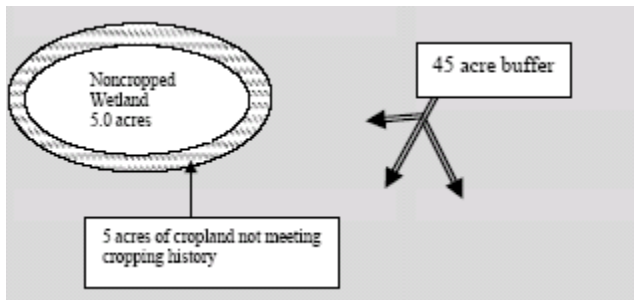 Noncropped
Wetland
5.0 acres
45 acre buffer
5 acres of cropland not meeting
cropping history